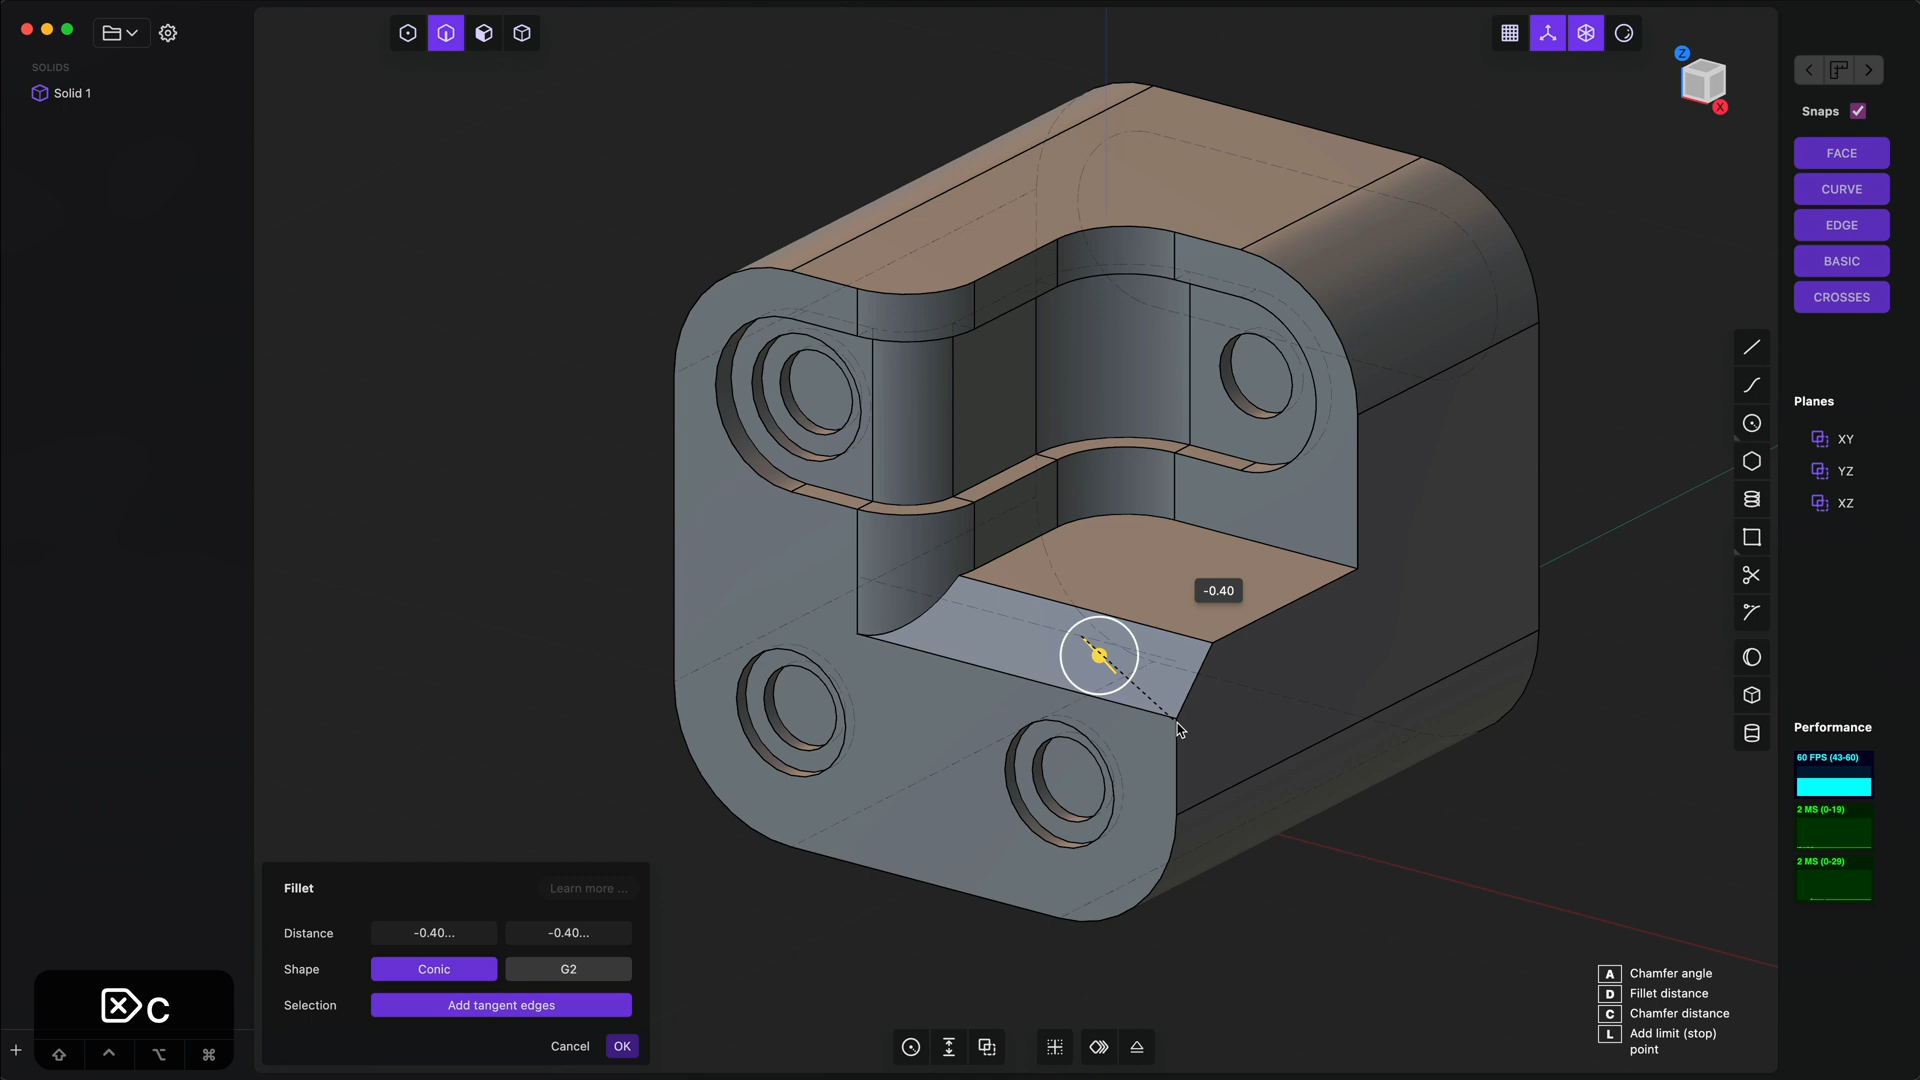 SOLIDS
Solid 1
Z
X
Snaps
FACE
CURVE
EDGE
BASIC
CROSSES
Planes
XY
YZ
XZ
-0.40
Performance
60 FPS (43-60)
2 MS (0-19)
2 MS (0-29)
Fillet
Learn more ...
Distance
-0.40...
-0.40...
Shape
Conic
G2
Selection
Add tangent edges
Cancel
OK
C
A Chamfer angle
D Fillet distance
C Chamfer distance
L Add limit (stop)
point